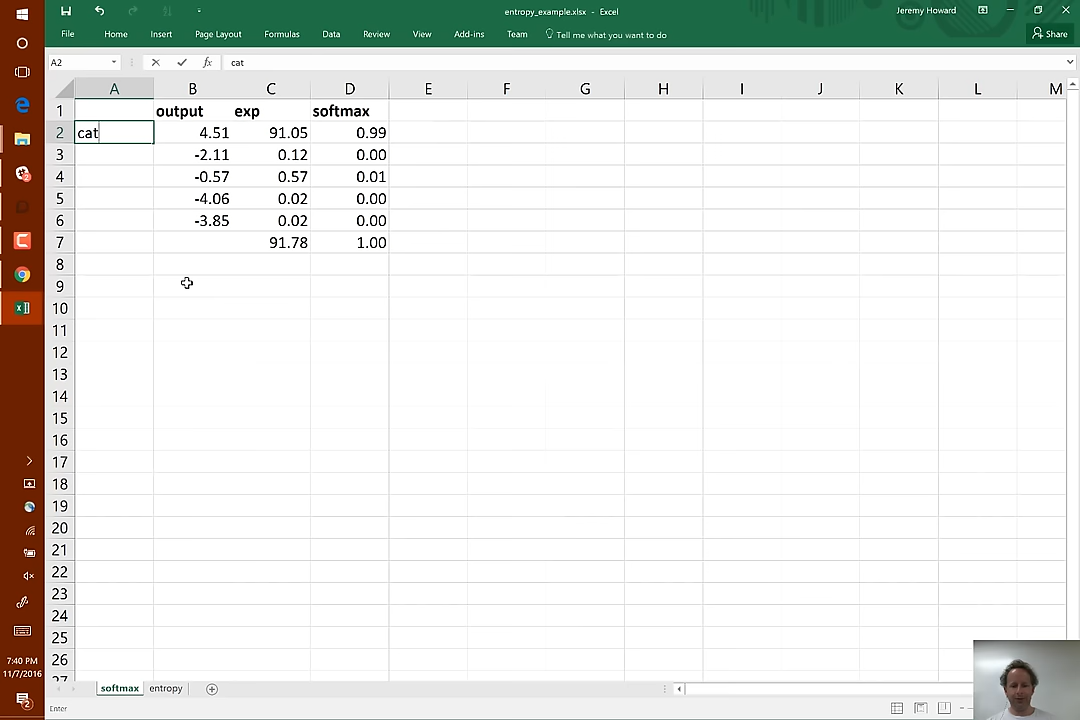 entropy_example.xlsx - Excel
Jeremy Howard
File Home Insert Page Layout Formulas Data Review View Add-ins Team Tell me what you want to do Share
A2 fx cat
A B C D E F G H I J K L M
1 output exp softmax
2 cat 4.51 91.05 0.99
3 -2.11 0.12 0.00
4 -0.57 0.57 0.01
5 -4.06 0.02 0.00
6 -3.85 0.02 0.00
7 91.78 1.00
8
9
10
11
12
13
14
15
16
17
18
19
20
21
22
23
24
25
26
27
7:40 PM
11/7/2016
softmax entropy
Enter
2